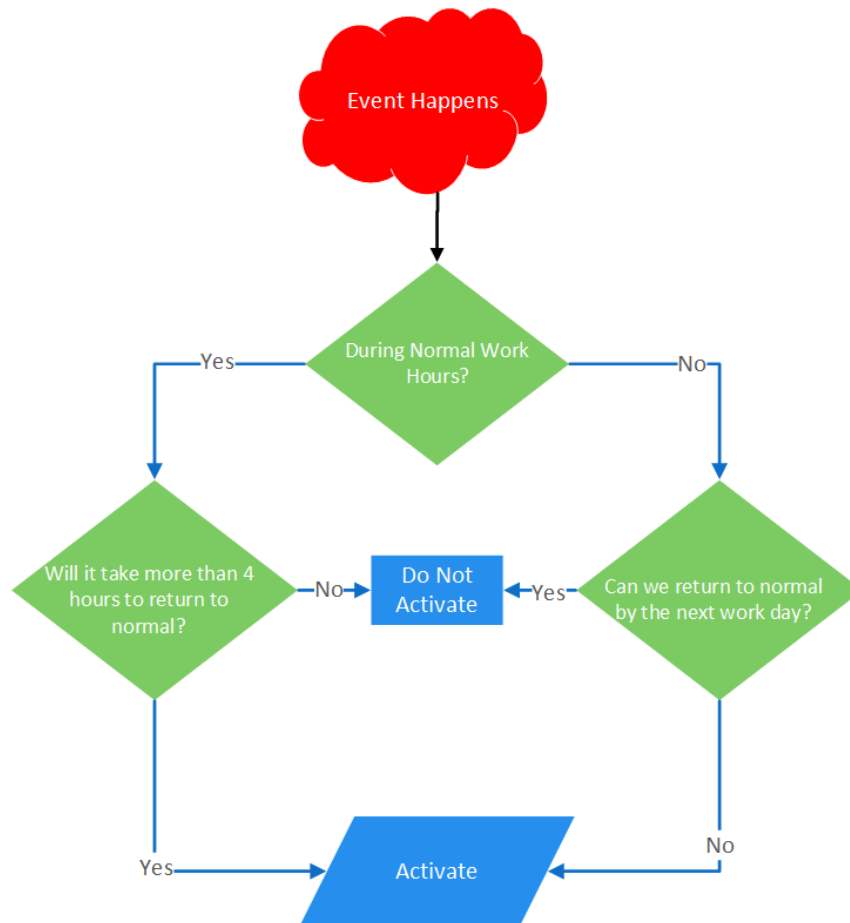 Event Happens
During Normal Work
Hours?
Yes
No
Will it take more than 4
hours to return to
normal?
No
Do Not
Activate
Yes
Can we return to normal
by the next work day?
Yes
Activate
No